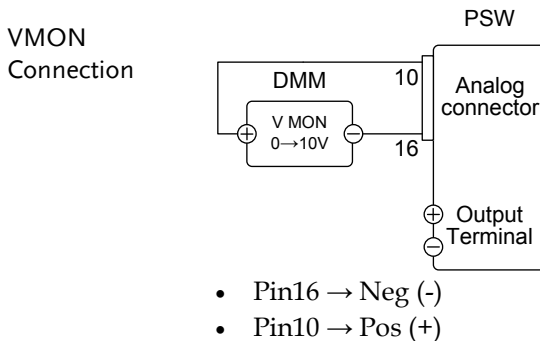 VMON
Connection
PSW
DMM
10
V MON
0→10V
16
Analog
connector
Output
Terminal
• Pin16 → Neg (-)
• Pin10 → Pos (+)